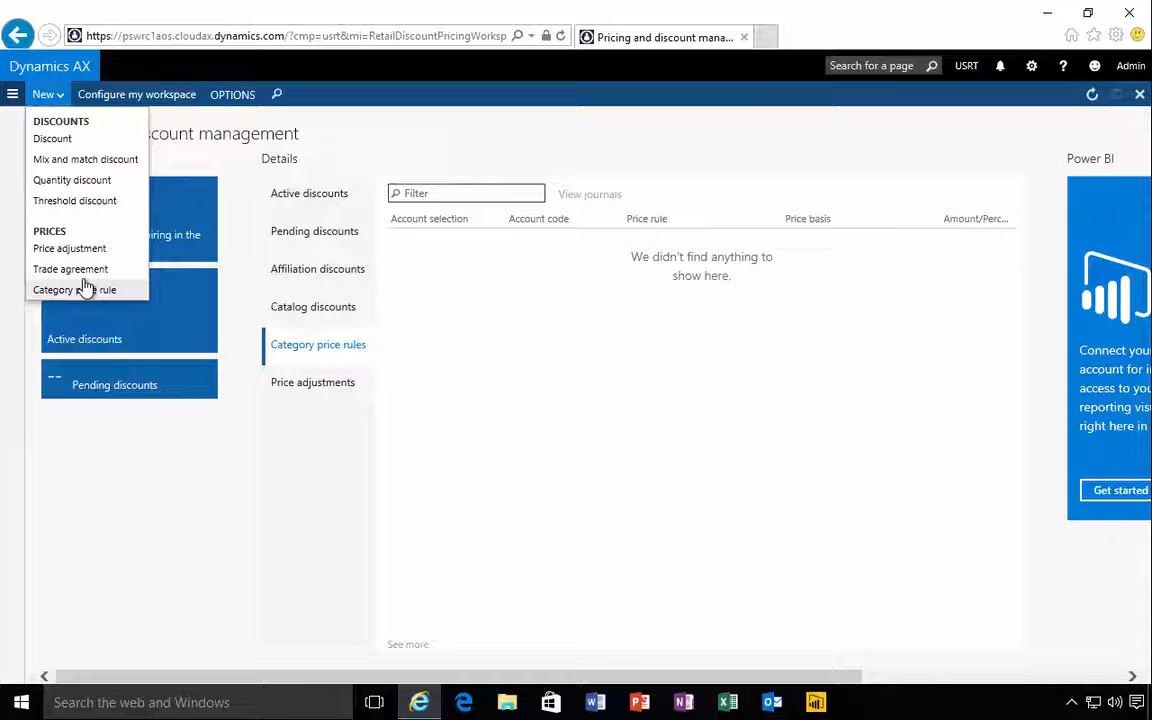 https://pswrc1aos.cloudax.dynamics.com/?cmp=usrt&mi=RetailDiscountPricingWorksp
Pricing and discount mana...
Dynamics AX
Search for a page
USRT
Admin
New
Configure my workspace
OPTIONS
DISCOUNTS
Discount
Mix and match discount
Quantity discount
Threshold discount
PRICES
Price adjustment
Trade agreement
Category rule
count management
iring in the
Active discounts
-- Pending discounts
Details
Active discounts
Pending discounts
Affiliation discounts
Catalog discounts
Category price rules
Price adjustments
Filter
View journals
Account selection Account code Price rule Price basis Amount/Perc...
We didn't find anything to
show here.
See more
Power BI
Connect your
account for i
access to you
reporting visu
right here in
Get started
Search the web and Windows